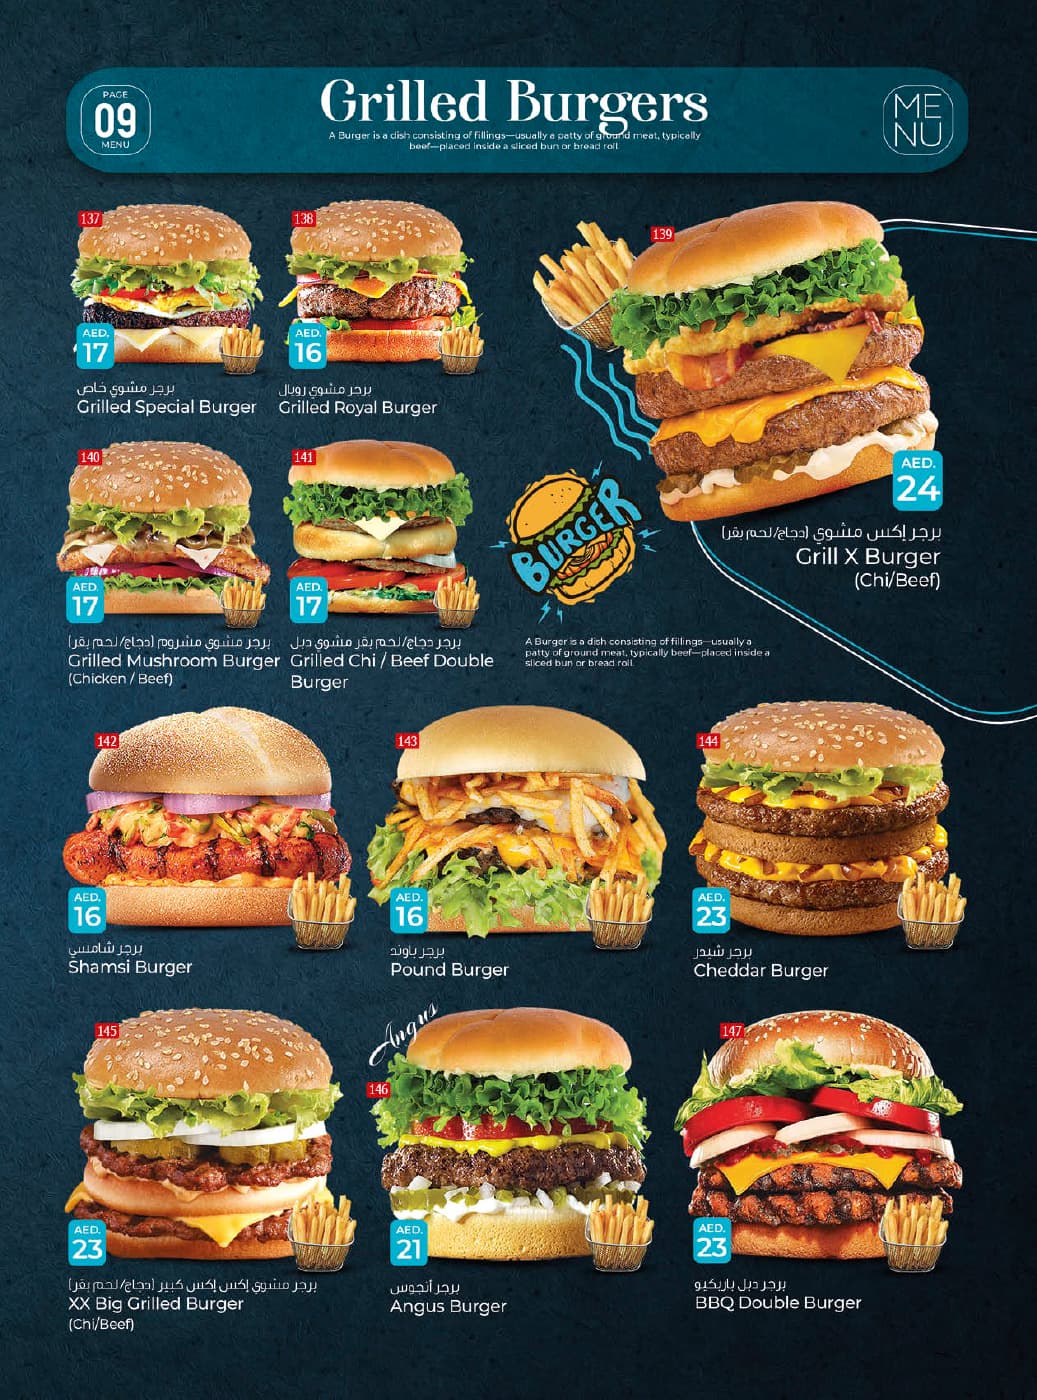 PAGE
09
MENU
Grilled Burgers
A Burger is a dish consisting of fillings—usually a patty of ground meat, typically
beef—placed inside a sliced bun or bread roll.
ME
NU
137
AED.
17
برجر مشوي خاص
Grilled Special Burger
138
AED.
16
برجر مشوي رويال
Grilled Royal Burger
139
AED.
24
برجر إكس مشوي (دجاج/لحم بقر)
Grill X Burger
(Chi/Beef)
140
AED.
17
برجر مشوي مشروم (دجاج/لحم بقر)
Grilled Mushroom Burger
(Chicken / Beef)
141
AED.
17
برجر دجاج/لحم بقر مشوي دبل
Grilled Chi / Beef Double
Burger
BURGER
A Burger is a dish consisting of fillings—usually a
patty of ground meat, typically beef—placed inside a
sliced bun or bread roll.
142
AED.
16
برجر شامسي
Shamsi Burger
143
AED.
16
برجر باوند
Pound Burger
144
AED.
23
برجر شيدر
Cheddar Burger
145
AED.
23
برجر مشوي إكس إكس كبير (دجاج/لحم بقر)
XX Big Grilled Burger
(Chi/Beef)
Angus
146
AED.
21
برجر أنجوس
Angus Burger
147
AED.
23
برجر دبل باربكيو
BBQ Double Burger